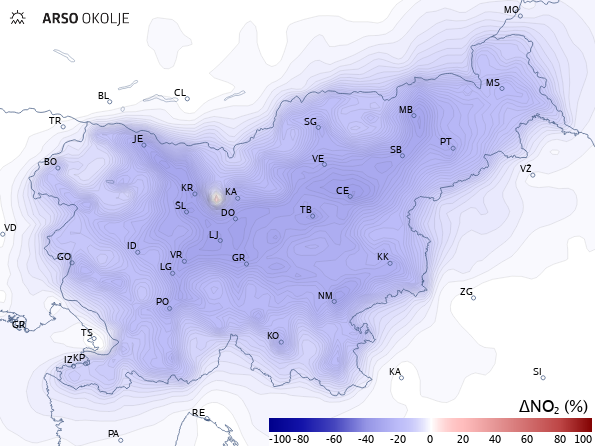 ARSO OKOLJE
MO
BL
CL
TR
MS
MB
SG
JE
PT
SB
BO
VE
VŽ
KR
KA
CE
ŠL
DO
TB
VD
LJ
ID
VR
GO
LG
GR
KK
ZG
NM
PO
GR
TS
KO
IZ
KP
KA
SI
RE
PA
ΔNO₂ (%)
-100 -80 -60 -40 -20 0 20 40 60 80 100